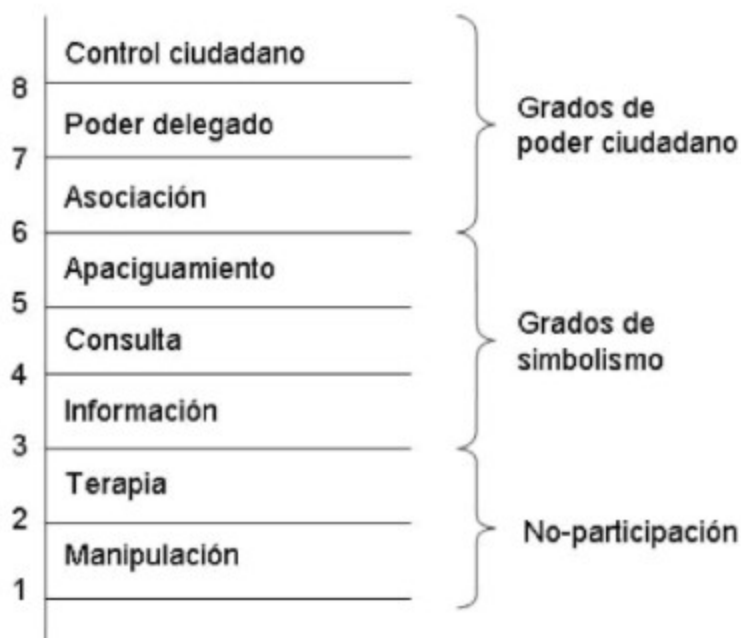 Control ciudadano
8
Poder delegado
7
Asociación
6
Apaciguamiento
5
Consulta
4
Información
3
Terapia
2
Manipulación
1
Grados de
poder ciudadano
Grados de
simbolismo
No-participación